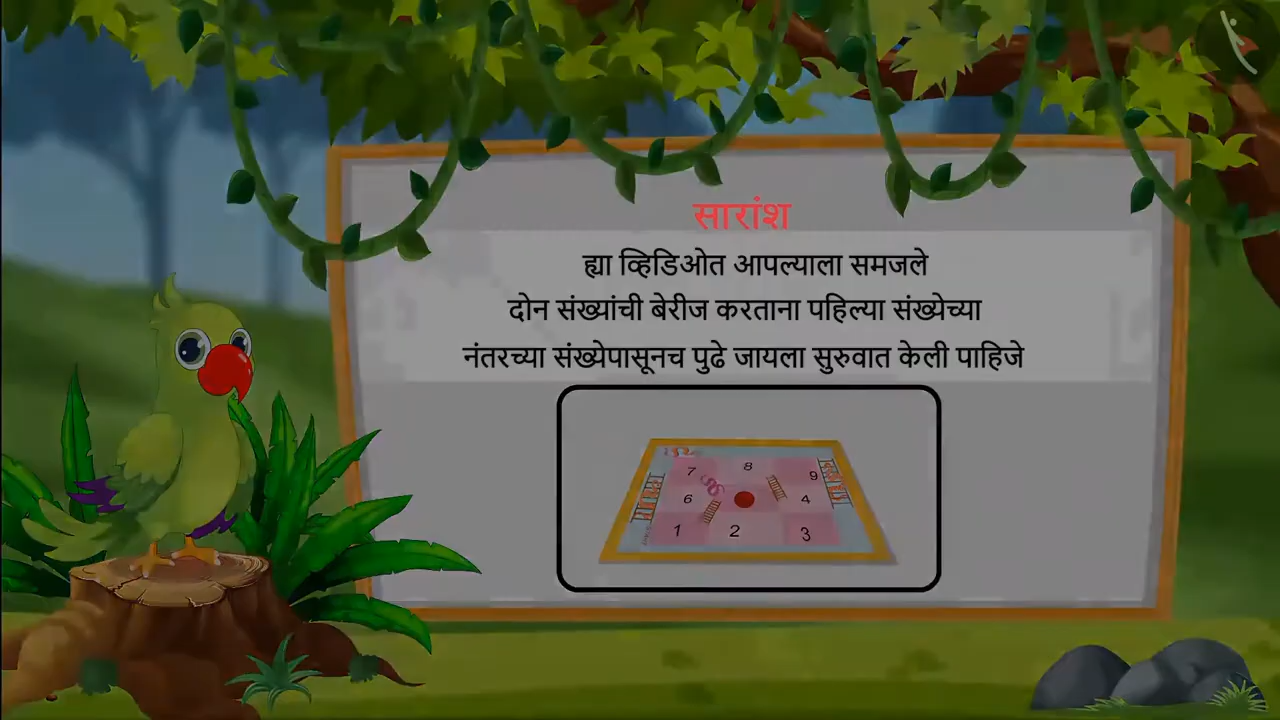 सारांश
ह्या व्हिडिओत आपल्याला समजले
दोन संख्यांची बेरीज करताना पहिल्या संख्येच्या
नंतरच्या संख्येपासूनच पुढे जायला सुरुवात केली पाहिजे
7 8 9
6 4
1 2 3